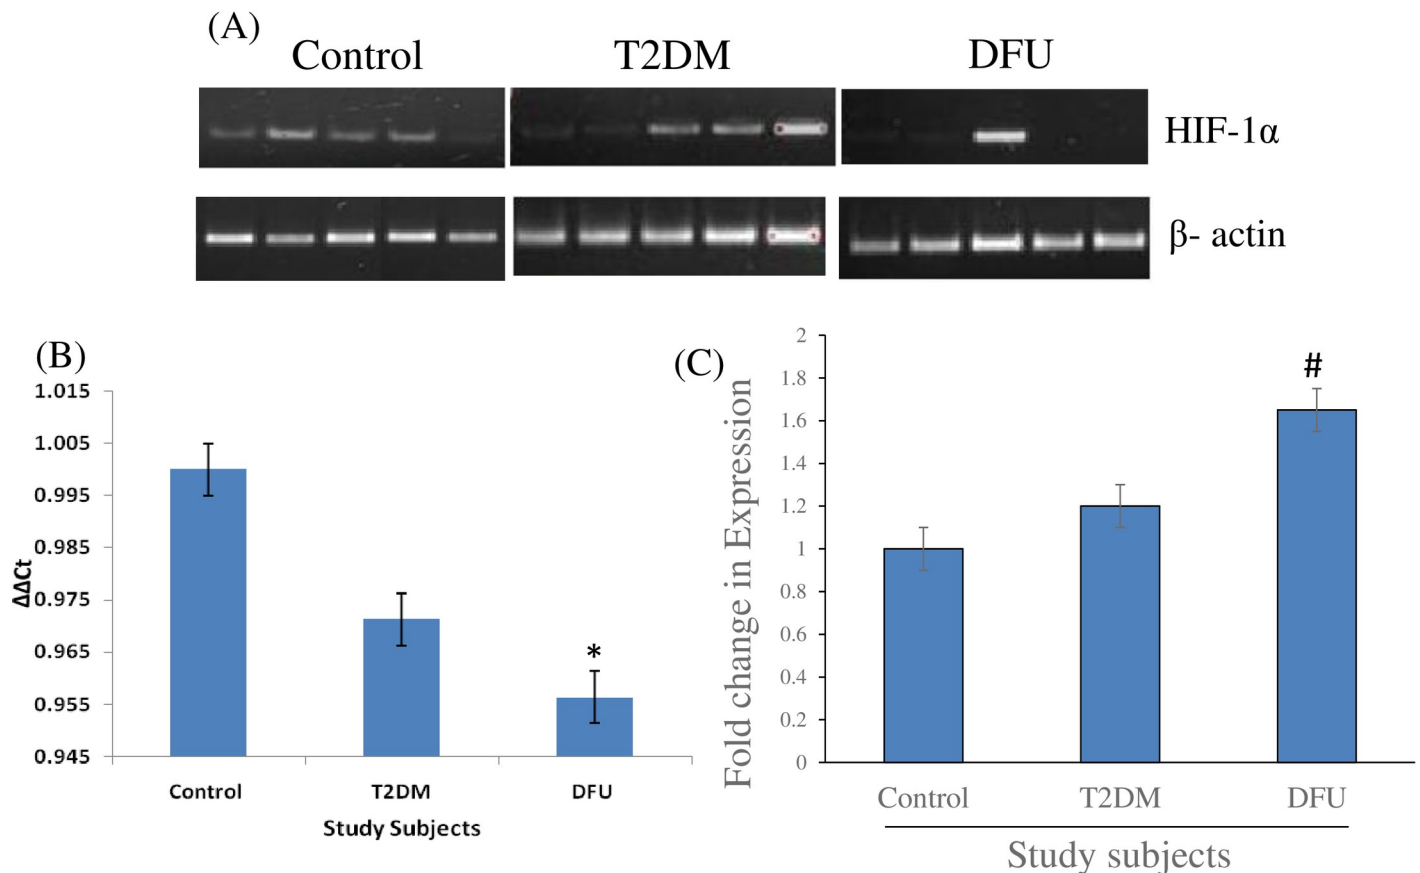 (A)
Control T2DM DFU
HIF-1α
β- actin
(B)
1.015
1.005
0.995
0.985
0.975
0.965
0.955
0.945
ΔΔCt
*
Control T2DM DFU
Study Subjects
(C)
2
1.8
1.6
1.4
1.2
1
0.8
0.6
0.4
0.2
0
Fold change in Expression
#
Control T2DM DFU
Study subjects